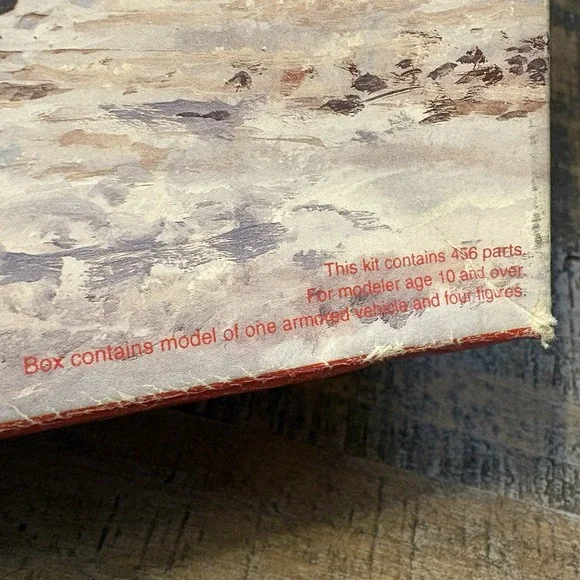 This kit contains 456 parts.
For modeler age 10 and over.
Box contains model of one armored vehicle and four figures.